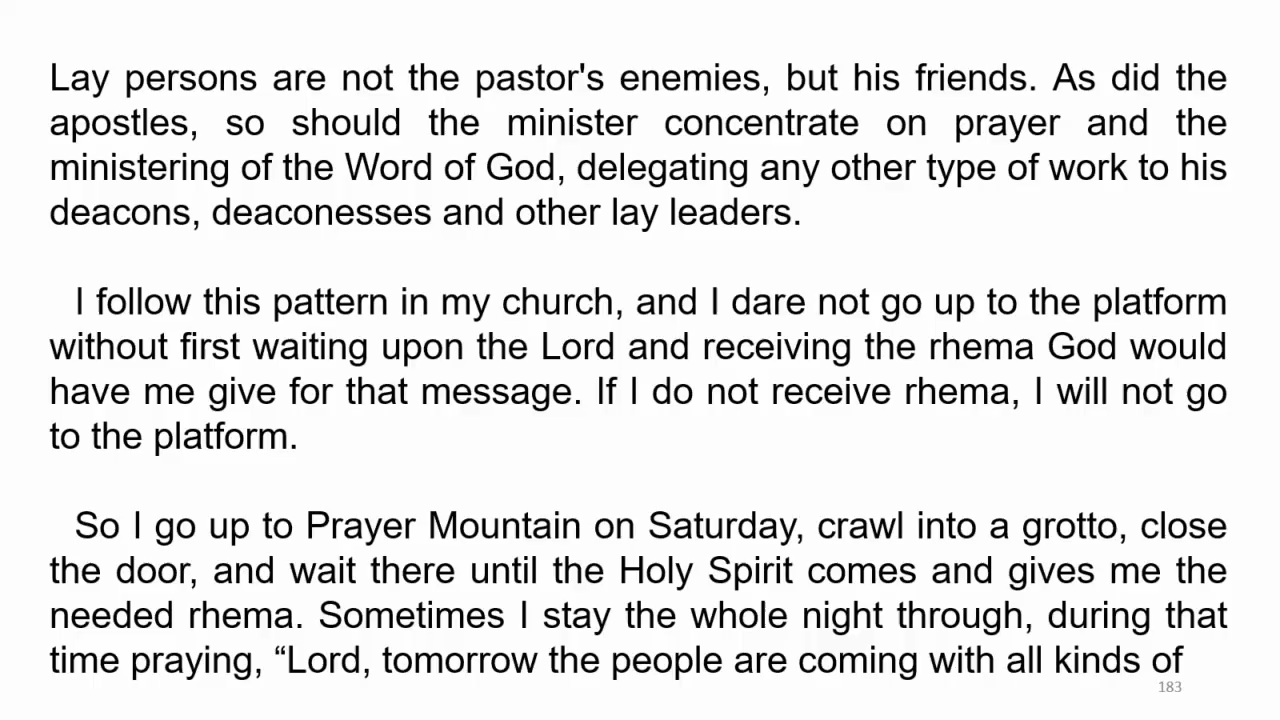 Lay persons are not the pastor's enemies, but his friends. As did the
apostles, so should the minister concentrate on prayer and the
ministering of the Word of God, delegating any other type of work to his
deacons, deaconesses and other lay leaders.
I follow this pattern in my church, and I dare not go up to the platform
without first waiting upon the Lord and receiving the rhema God would
have me give for that message. If I do not receive rhema, I will not go
to the platform.
So I go up to Prayer Mountain on Saturday, crawl into a grotto, close
the door, and wait there until the Holy Spirit comes and gives me the
needed rhema. Sometimes I stay the whole night through, during that
time praying, “Lord, tomorrow the people are coming with all kinds of
183